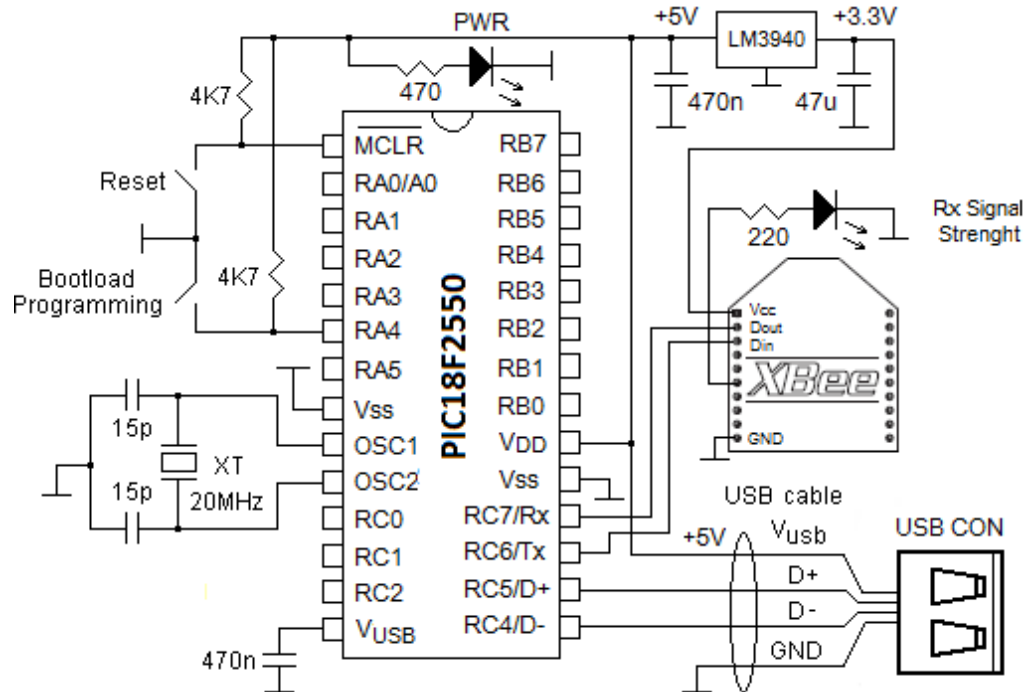 PWR
+5V
LM3940
+3.3V
470
470n
47u
4K7
Reset
Bootload
Programming
4K7
15p
15p
XT
20MHz
470n
MCLR
RA0/A0
RA1
RA2
RA3
RA4
RA5
Vss
OSC1
OSC2
RC0
RC1
RC2
VUSB
PIC18F2550
RB7
RB6
RB5
RB4
RB3
RB2
RB1
RB0
VDD
Vss
RC7/Rx
RC6/Tx
RC5/D+
RC4/D-
220
Rx Signal
Strenght
Vcc
Dout
Din
XBee
GND
USB cable
+5V
Vusb
D+
D-
GND
USB CON